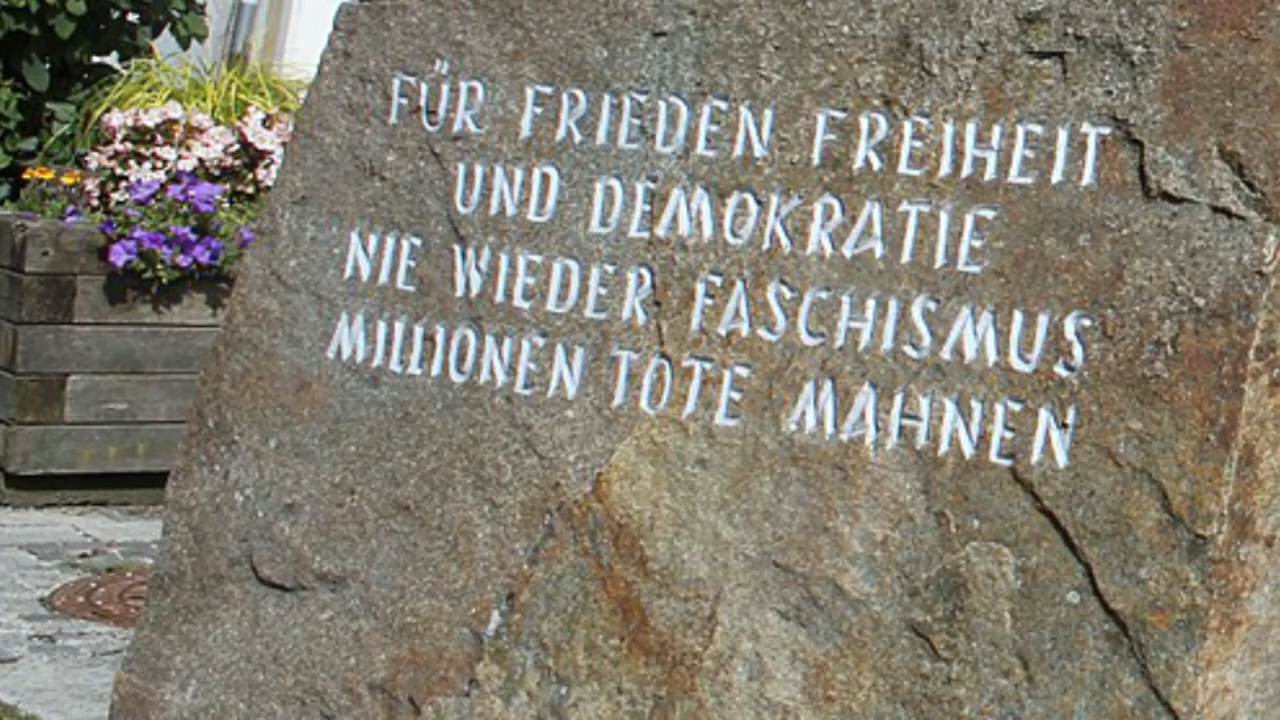 FÜR FRIEDEN FREIHEIT
UND DEMOKRATIE
NIE WIEDER FASCHISMUS
MILLIONEN TOTE MAHNEN